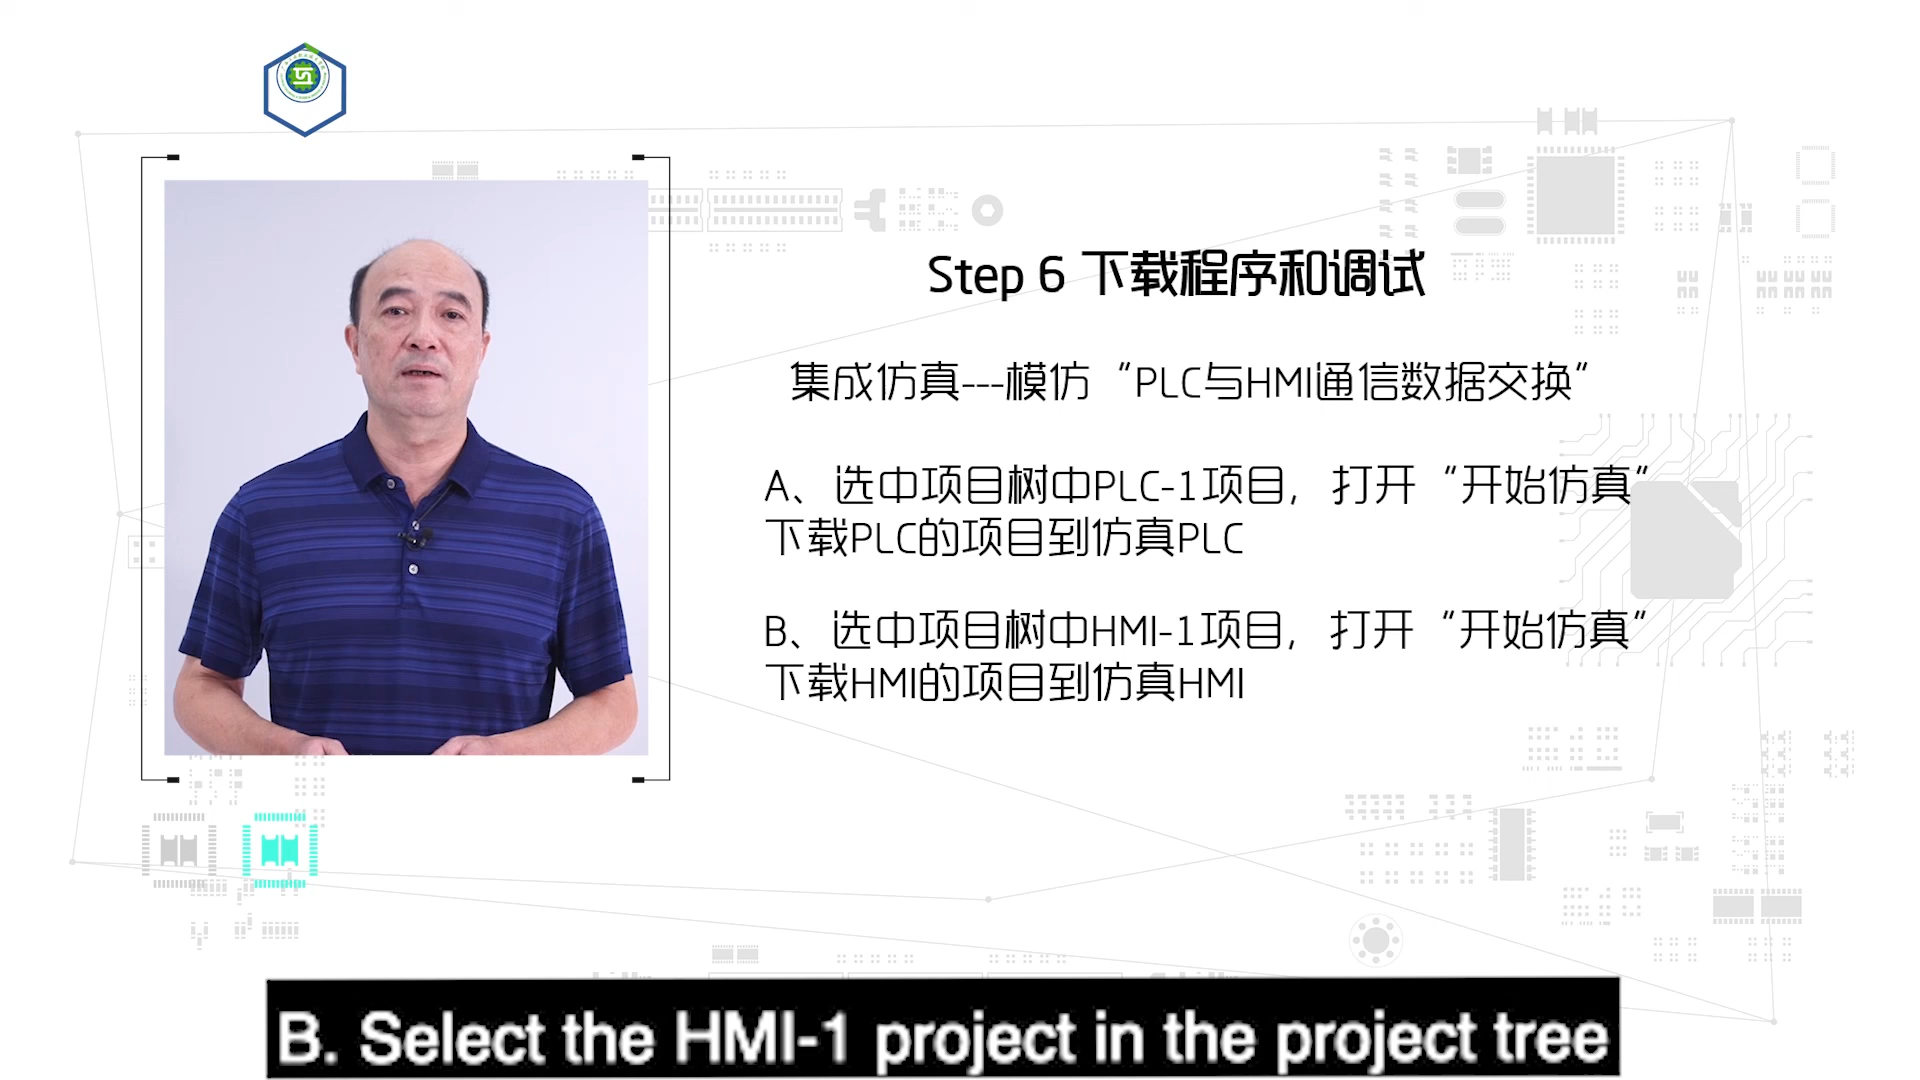 Step 6 下载程序和调试
集成仿真---模仿“PLC与HMI通信数据交换”
A、选中项目树中PLC-1项目，打开“开始仿真”
下载PLC的项目到仿真PLC
B、选中项目树中HMI-1项目，打开“开始仿真”
下载HMI的项目到仿真HMI
B. Select the HMI-1 project in the project tree